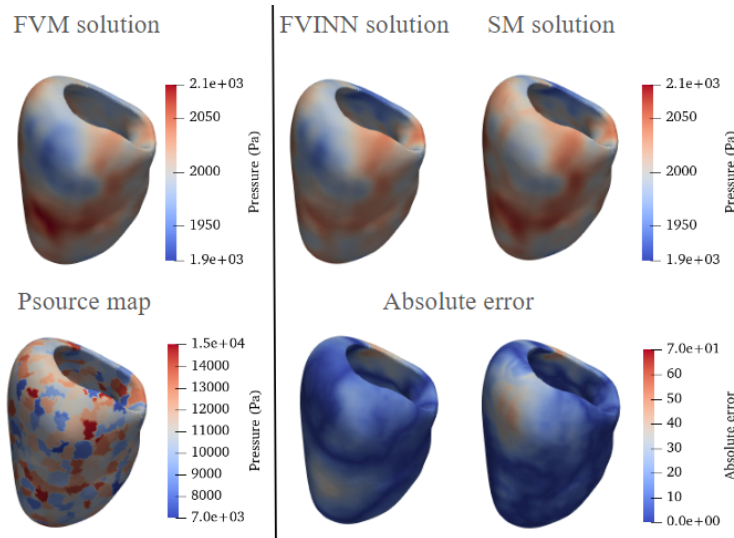 FVM solution
FVINN solution
SM solution
2.1e+03
2050
2000
1950
1.9e+03
Pressure (Pa)
2.1e+03
2050
2000
1950
1.9e+03
Pressure (Pa)
Psource map
Absolute error
1.5e+04
14000
13000
12000
11000
10000
9000
8000
7.0e+03
Pressure (Pa)
7.0e+01
60
50
40
30
20
10
0.0e+00
Absolute error